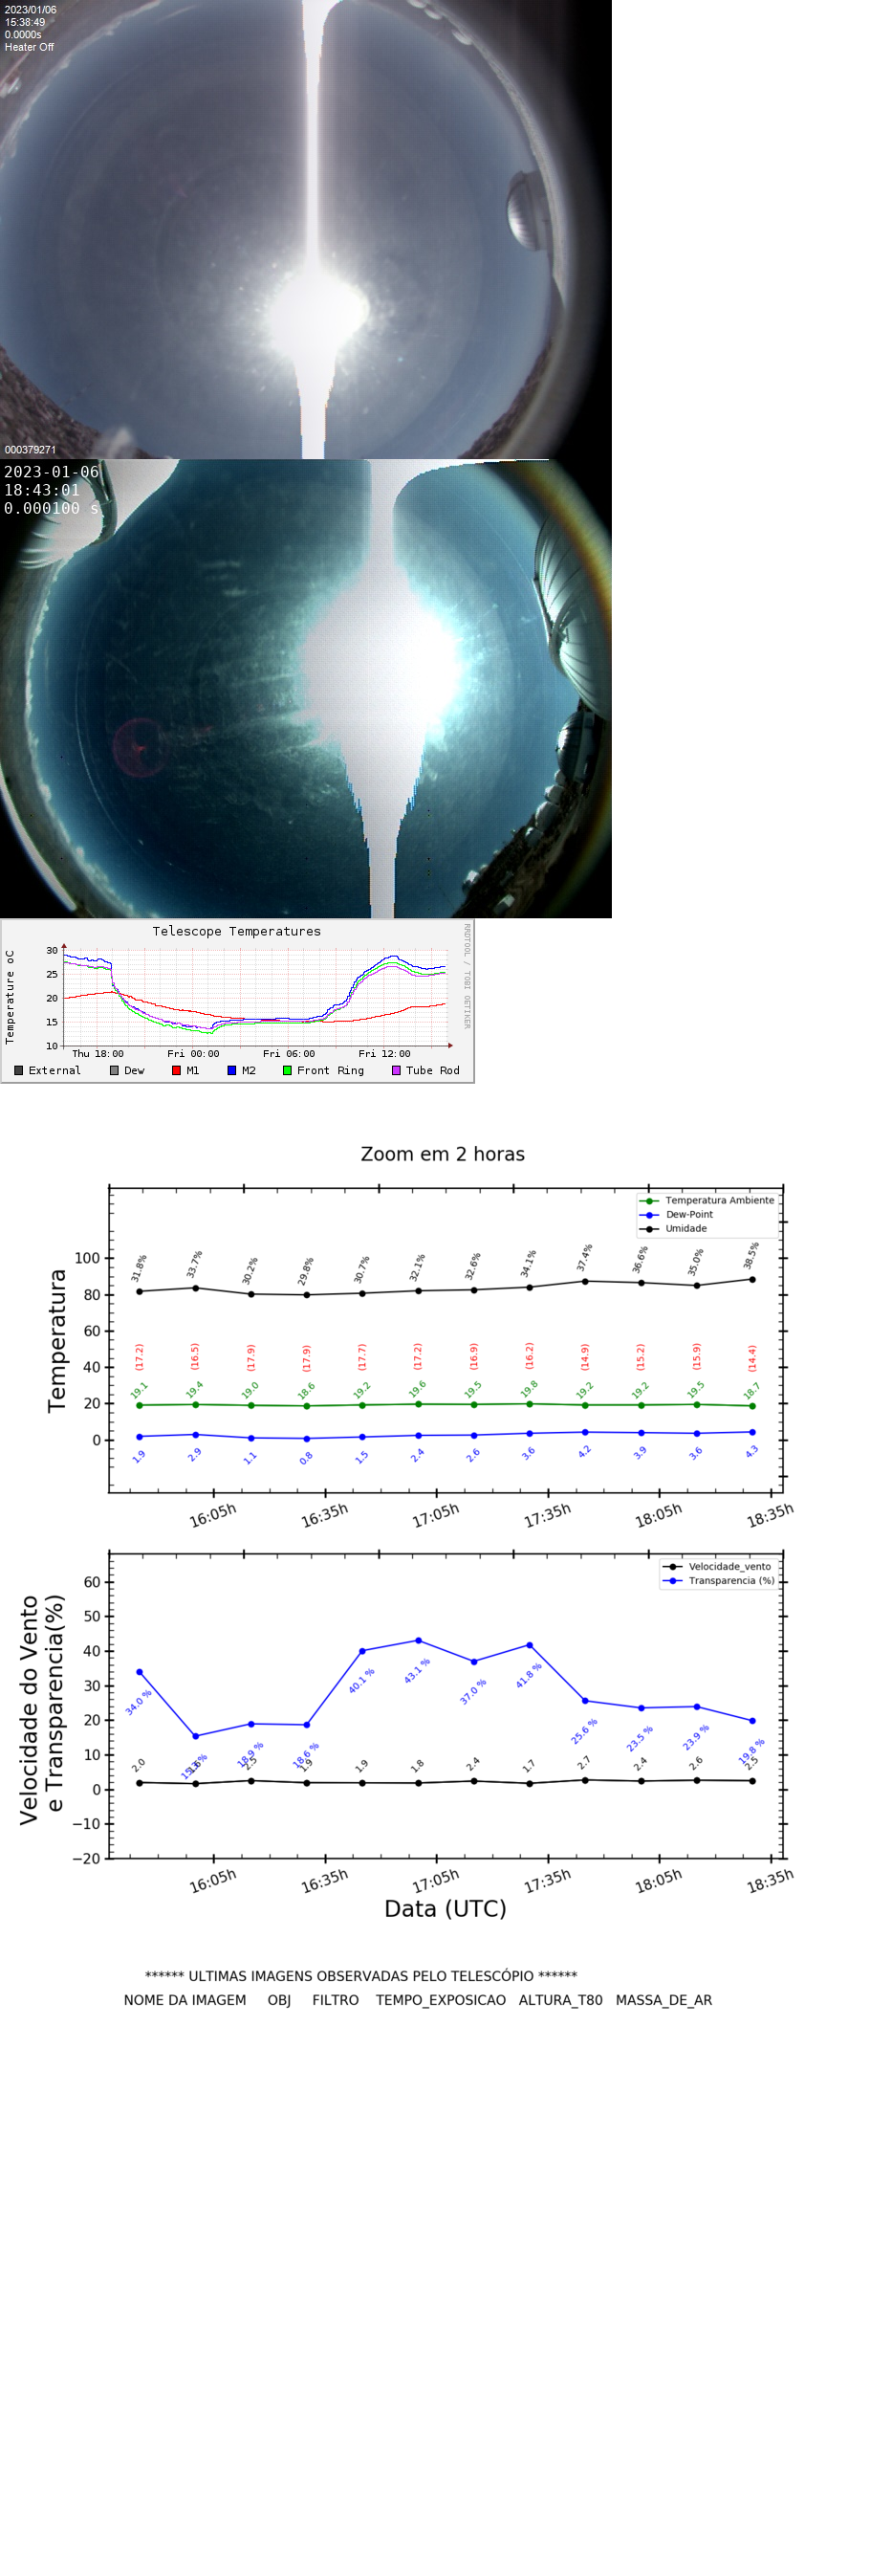 2023/01/06
15:38:49
0.0000s
Heater Off
000379271
2023-01-06
18:43:01
0.000100 s
Telescope Temperatures
RRDTOOL / TOBI OETIKER
Temperature oC
30
25
20
15
10
Thu 18:00 Fri 00:00 Fri 06:00 Fri 12:00
External Dew M1 M2 Front Ring Tube Rod
Zoom em 2 horas
Temperatura Ambiente
Dew-Point
Umidade
Temperatura
100
80
60
40
20
0
31.8% 33.7% 30.2% 29.8% 30.7% 32.1% 32.6% 34.1% 37.4% 36.6% 35.0% 38.5%
(17.2) (16.5) (17.9) (17.9) (17.7) (17.2) (16.9) (16.2) (14.9) (15.2) (15.9) (14.4)
19.1 19.4 19.0 18.6 19.2 19.6 19.5 19.8 19.2 19.2 19.5 18.7
1.9 2.9 1.1 0.8 1.5 2.4 2.6 3.6 4.2 3.9 3.6 4.3
16:05h 16:35h 17:05h 17:35h 18:05h 18:35h
Velocidade_vento
Transparencia (%)
Velocidade do Vento
e Transparencia(%)
60
50
40
30
20
10
0
−10
−20
34.0 % 18.9 % 18.6 % 40.1 % 43.1 % 37.0 % 41.8 % 25.6 % 23.5 % 23.9 % 19.8 %
2.0 2.5 1.9 1.9 1.8 2.4 1.7 2.7 2.4 2.6 2.5
16:05h 16:35h 17:05h 17:35h 18:05h 18:35h
Data (UTC)
****** ULTIMAS IMAGENS OBSERVADAS PELO TELESCÓPIO ******
NOME DA IMAGEM OBJ FILTRO TEMPO_EXPOSICAO ALTURA_T80 MASSA_DE_AR